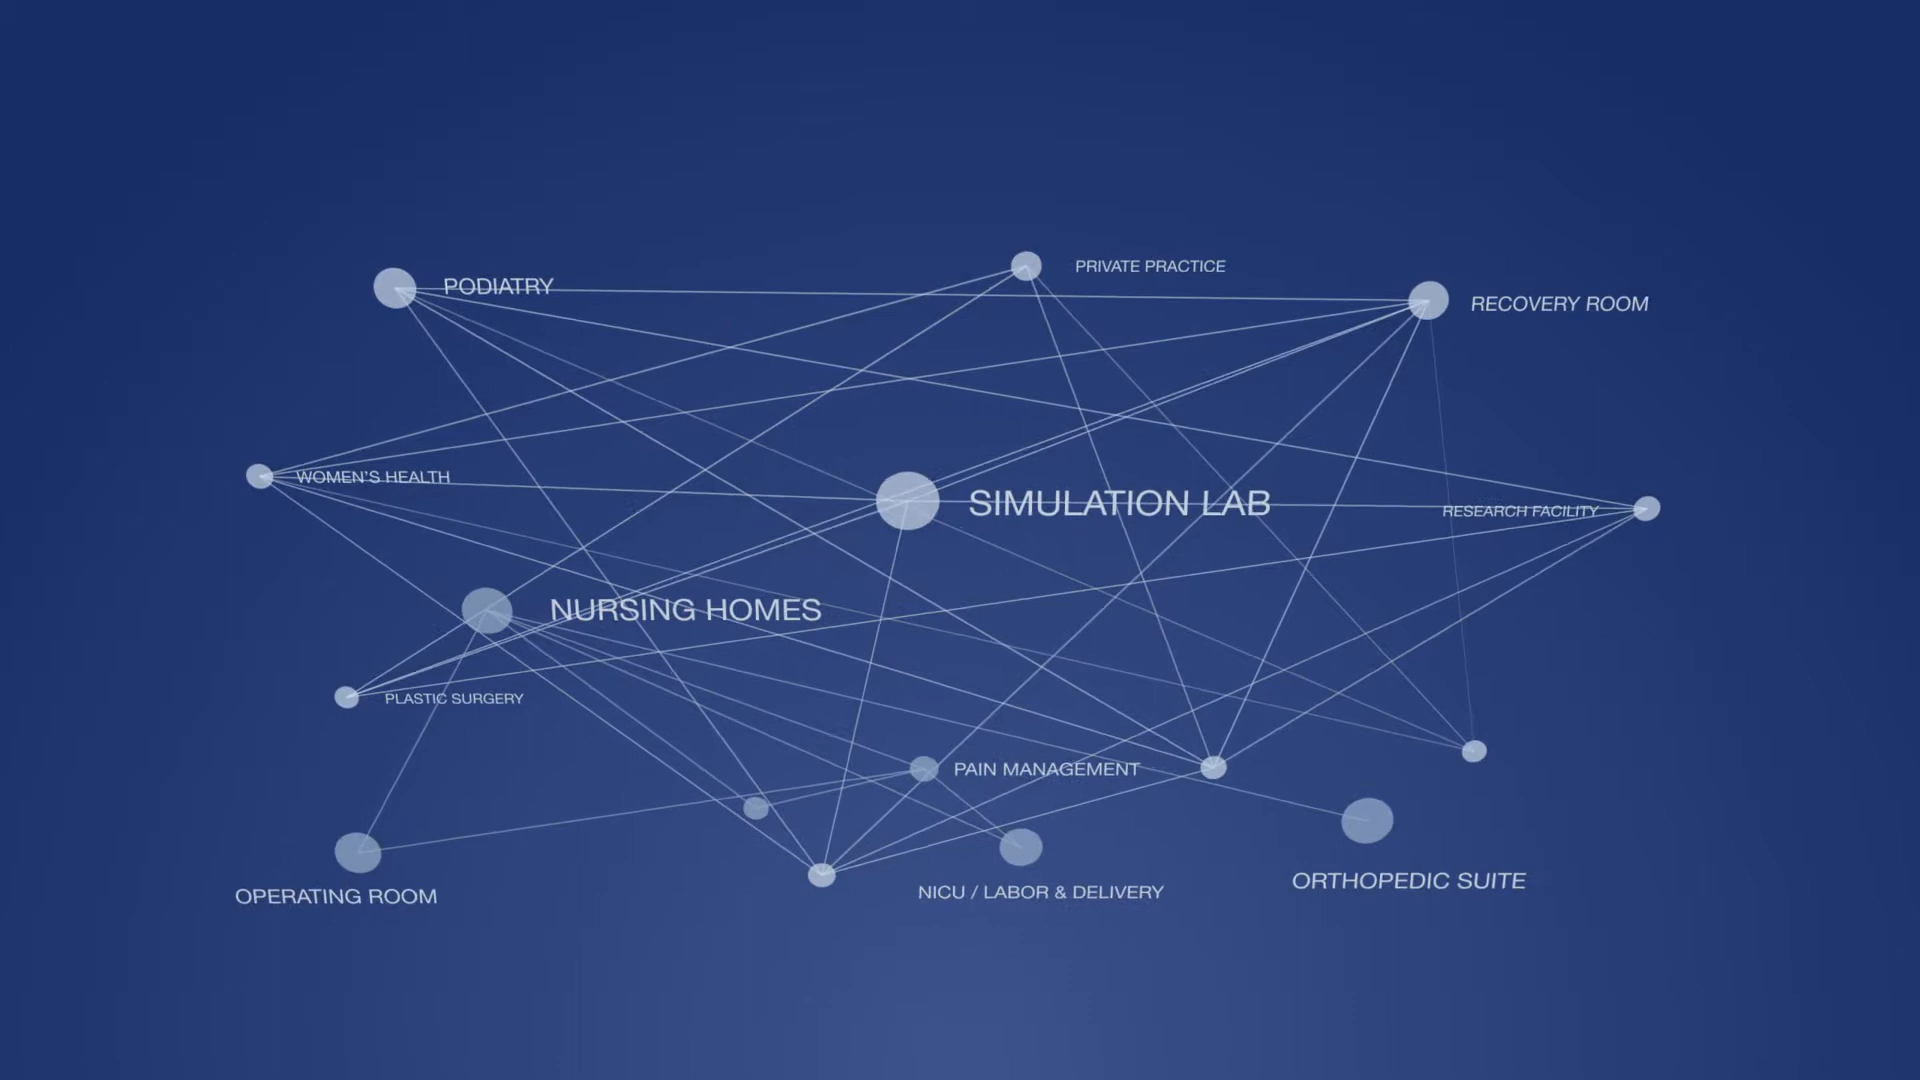 PODIATRY
PRIVATE PRACTICE
RECOVERY ROOM
WOMEN'S HEALTH
SIMULATION LAB
RESEARCH FACILITY
NURSING HOMES
PLASTIC SURGERY
PAIN MANAGEMENT
OPERATING ROOM
NICU / LABOR & DELIVERY
ORTHOPEDIC SUITE